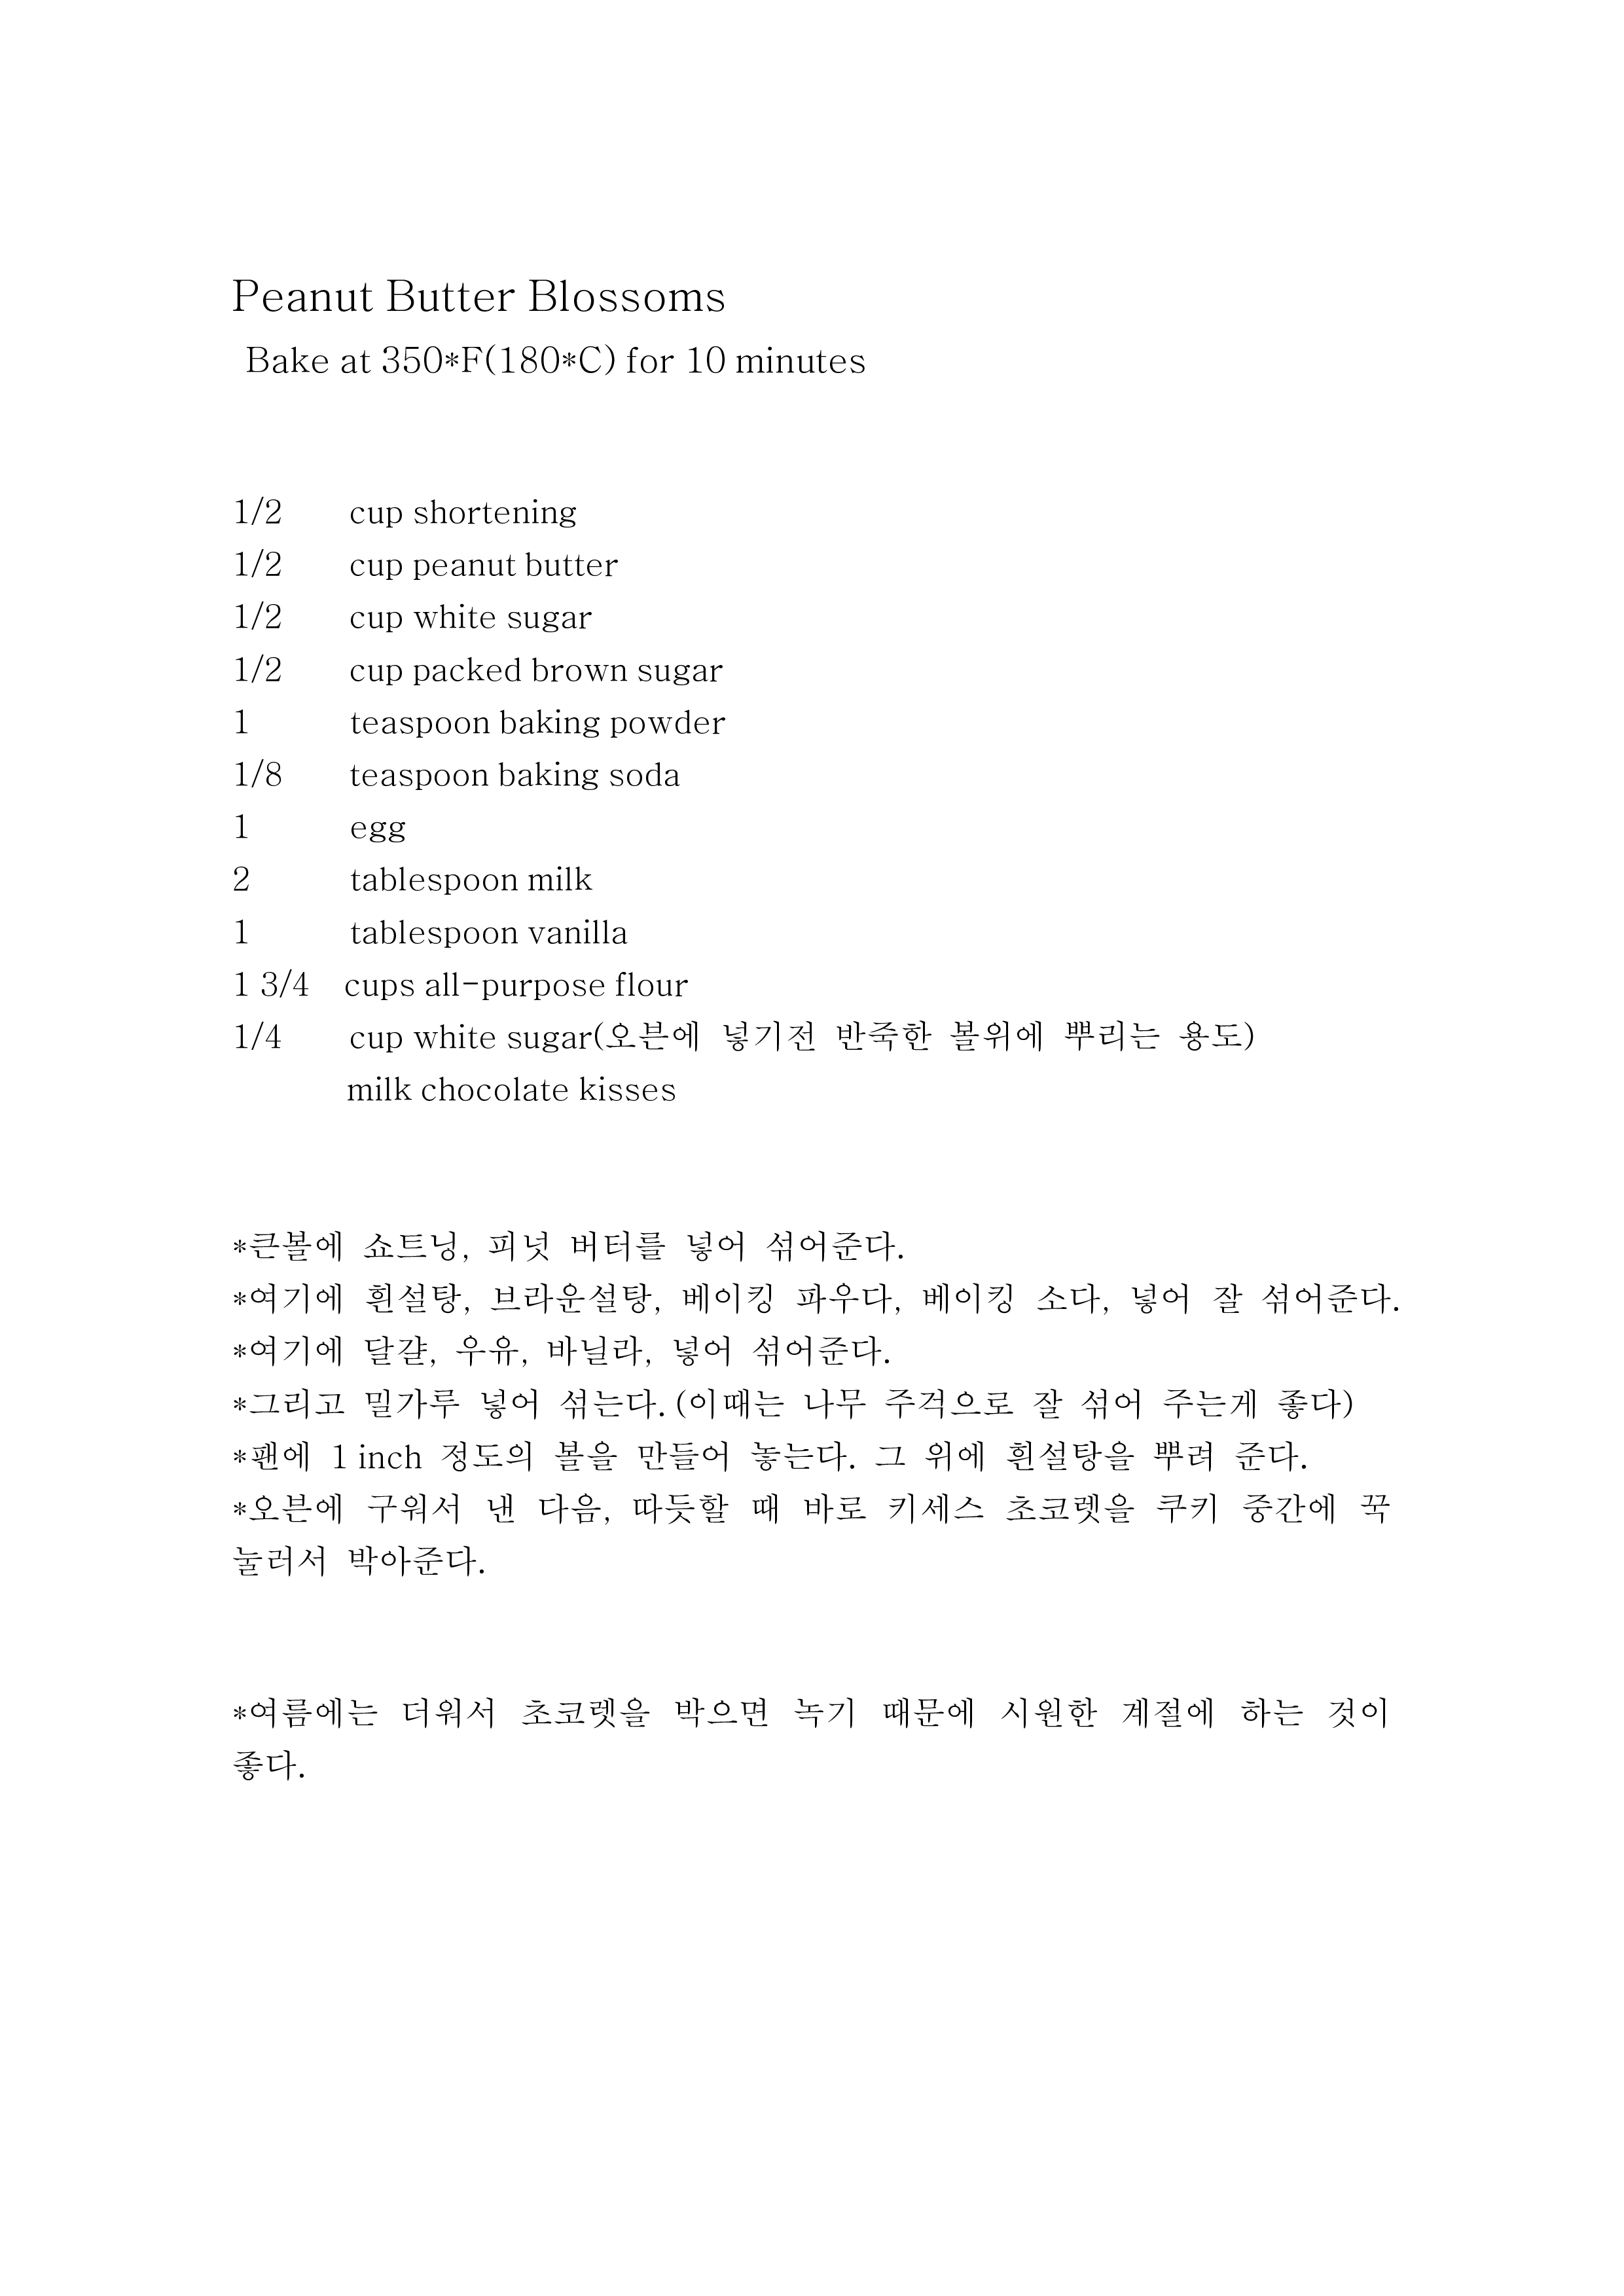 Peanut Butter Blossoms
Bake at 350*F(180*C) for 10 minutes
1/2 cup shortening
1/2 cup peanut butter
1/2 cup white sugar
1/2 cup packed brown sugar
1 teaspoon baking powder
1/8 teaspoon baking soda
1 egg
2 tablespoon milk
1 tablespoon vanilla
1 3/4 cups all-purpose flour
1/4 cup white sugar(오븐에 넣기전 반죽한 볼위에 뿌리는 용도)
milk chocolate kisses
*큰볼에 쇼트닝, 피넛 버터를 넣어 섞어준다.
*여기에 흰설탕, 브라운설탕, 베이킹 파우다, 베이킹 소다, 넣어 잘 섞어준다.
*여기에 달걀, 우유, 바닐라, 넣어 섞어준다.
*그리고 밀가루 넣어 섞는다.(이때는 나무 주걱으로 잘 섞어 주는게 좋다)
*팬에 1 inch 정도의 볼을 만들어 놓는다. 그 위에 흰설탕을 뿌려 준다.
*오븐에 구워서 낸 다음, 따듯할 때 바로 키세스 초코렛을 쿠키 중간에 꾹
눌러서 박아준다.
*여름에는 더워서 초코렛을 박으면 녹기 때문에 시원한 계절에 하는 것이
좋다.